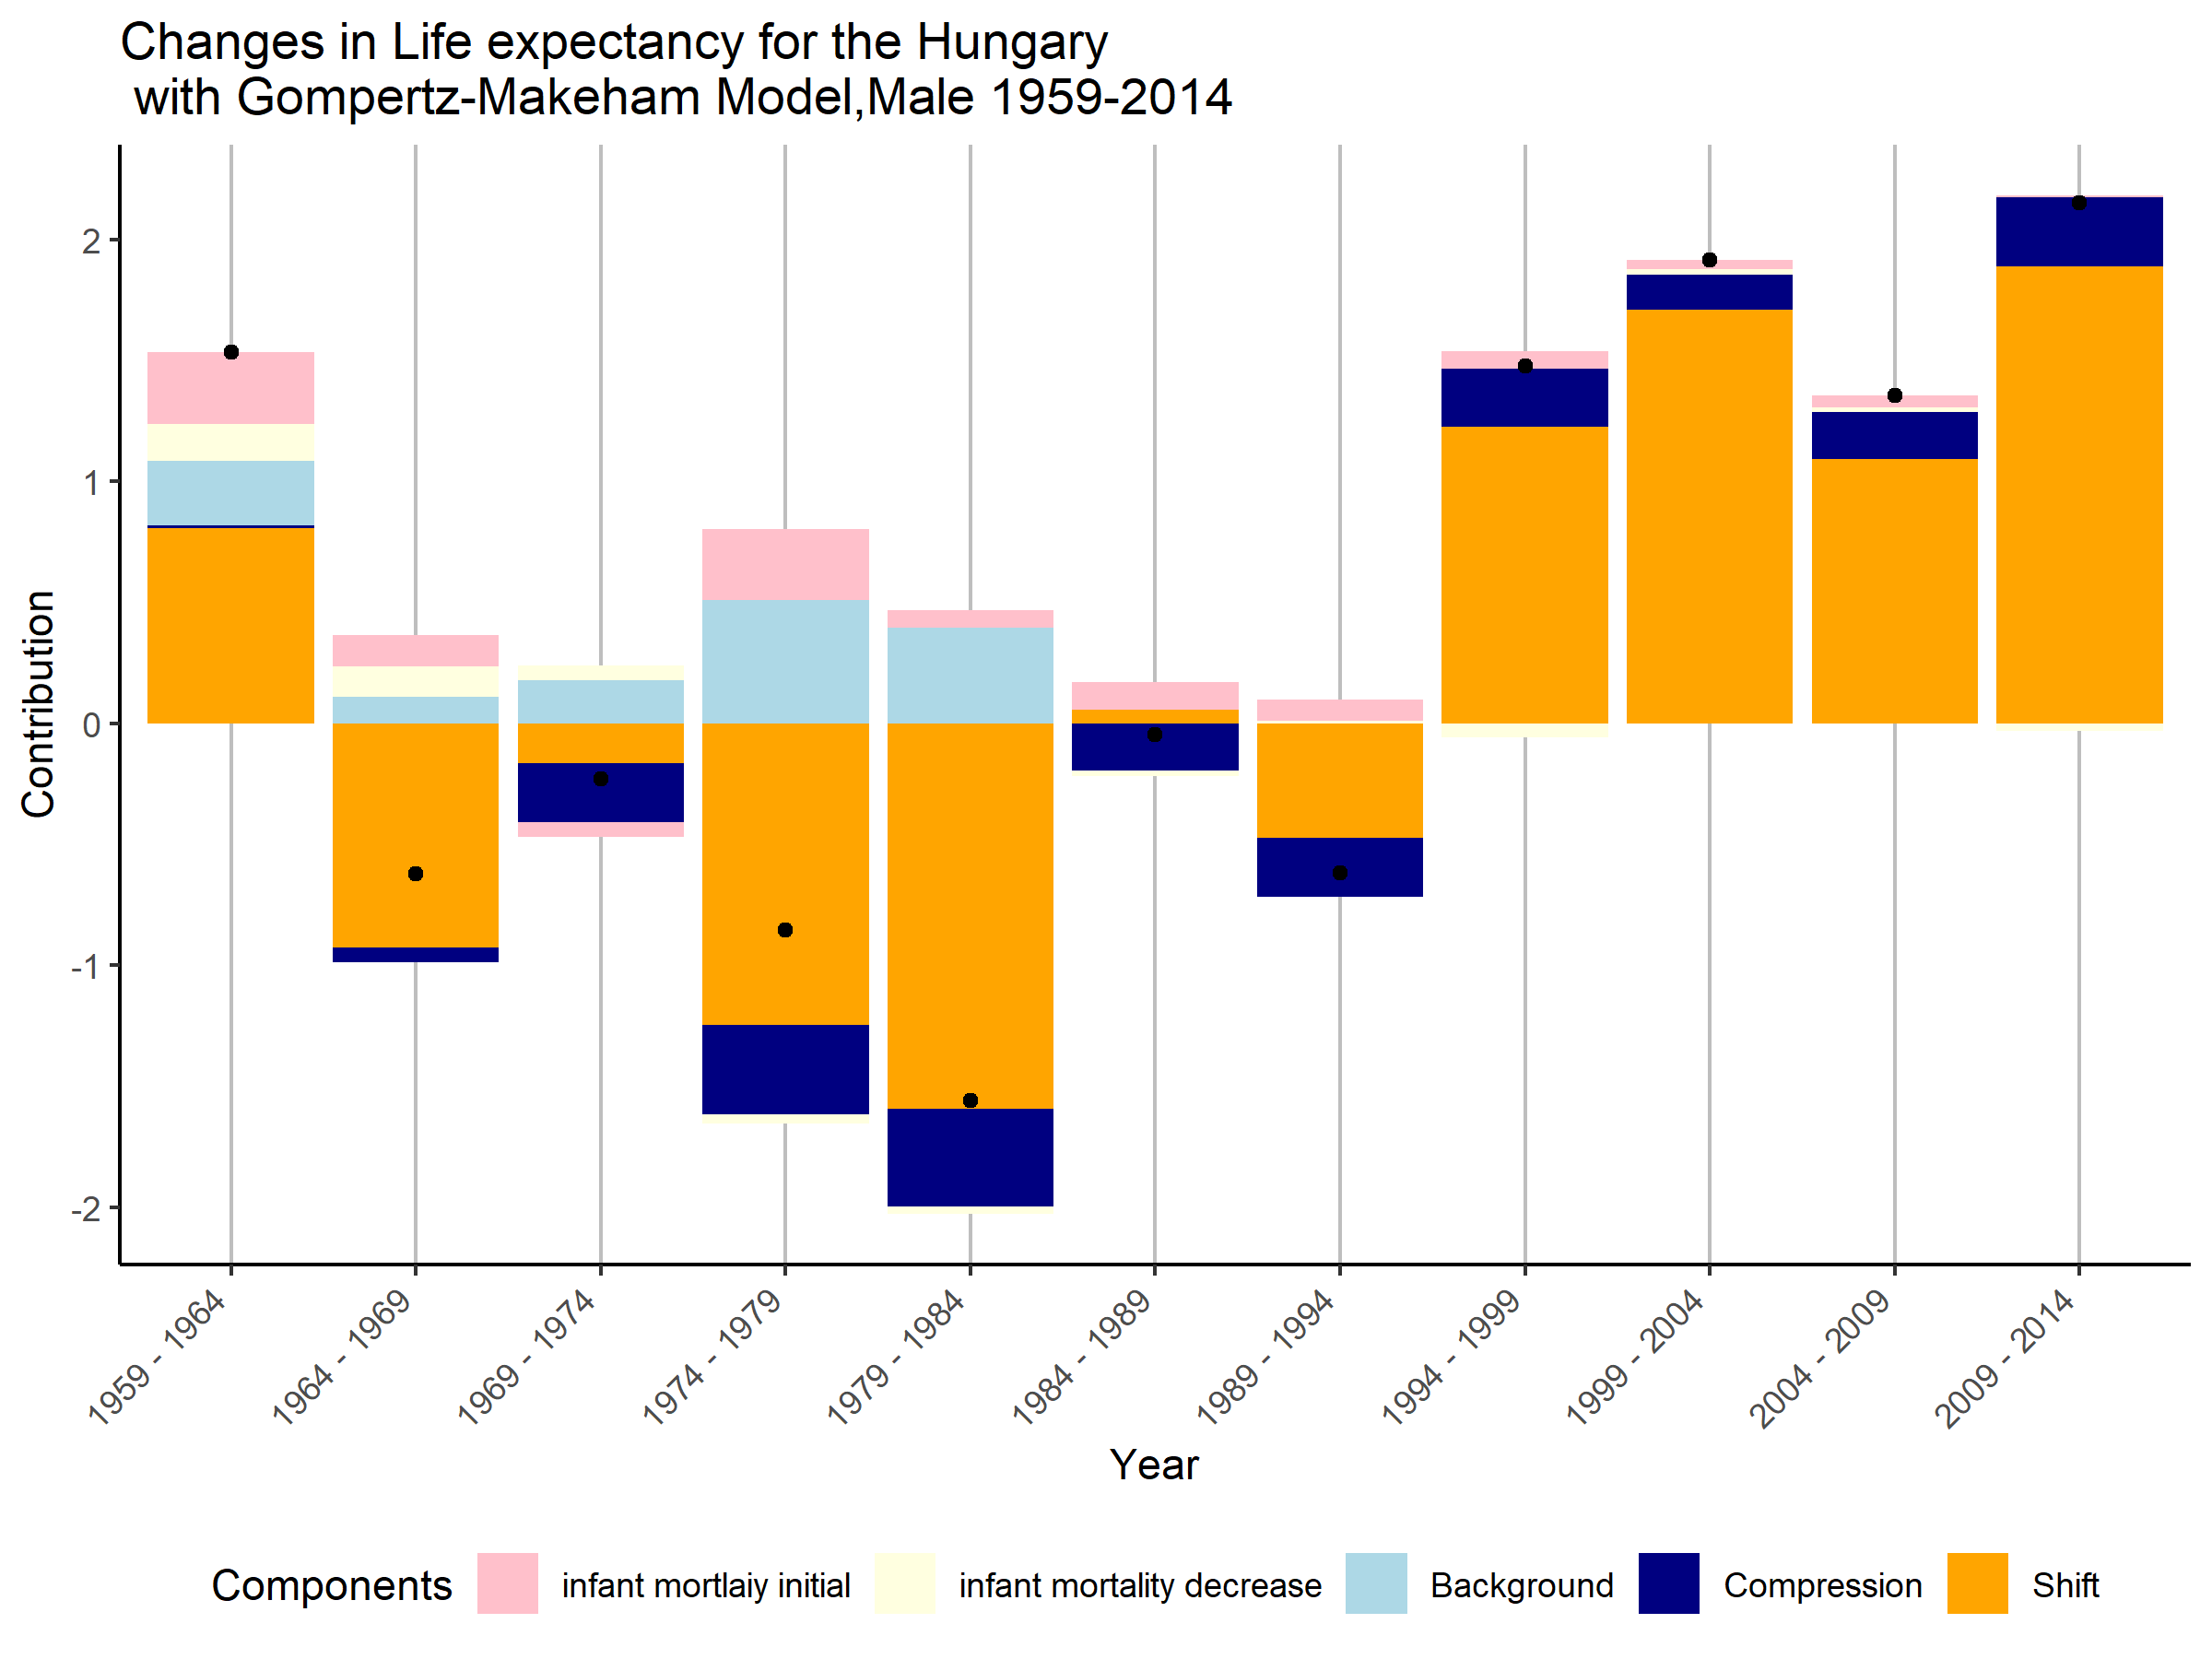 Changes in Life expectancy for the Hungary
with Gompertz-Makeham Model,Male 1959-2014
Contribution
2
1
0
-1
-2
1959 - 1964
1964 - 1969
1969 - 1974
1974 - 1979
1979 - 1984
1984 - 1989
1989 - 1994
1994 - 1999
1999 - 2004
2004 - 2009
2009 - 2014
Year
Components infant mortlaiy initial infant mortality decrease Background Compression Shift